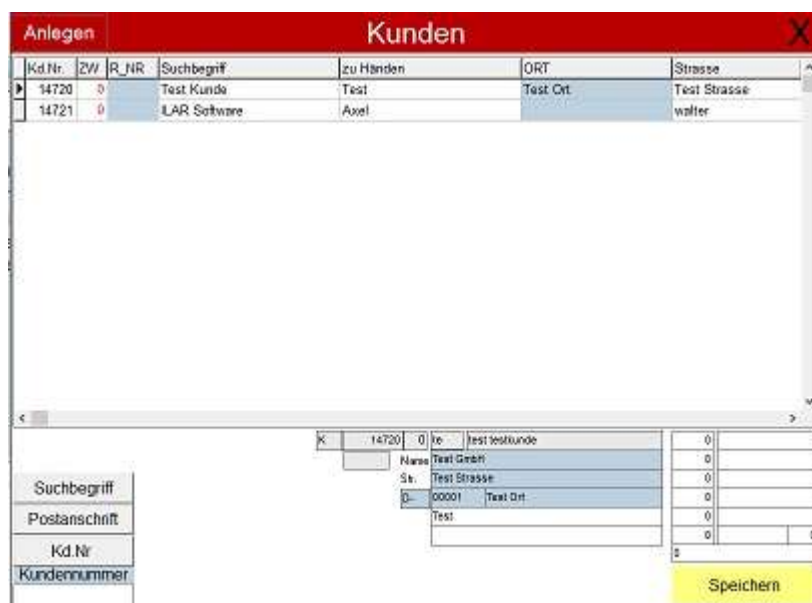 Anlegen Kunden X
Kd.Nr. ZW R_NR Suchbegriff zu Händen ORT Strasse
14720 0 Test Kunde Test Test Ort Test Strasse
14721 0 ILAR Software Axel walter
K 14720 0 te test testkunde 0
Name Test GmbH 0
Str. Test Strasse 0
D- 00001 Test Ort 0
Test 0
0 0
0
Suchbegriff
Postanschrift
Kd.Nr
Kundennummer
Speichern